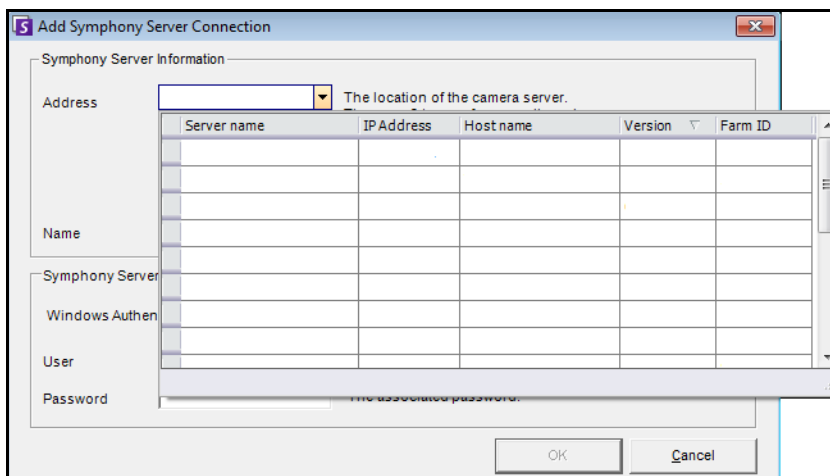 Add Symphony Server Connection
Symphony Server Information
Address
The location of the camera server.
Server name IP Address Host name Version Farm ID
Name
Symphony Server
Windows Authen
User
Password
The associated password.
OK Cancel